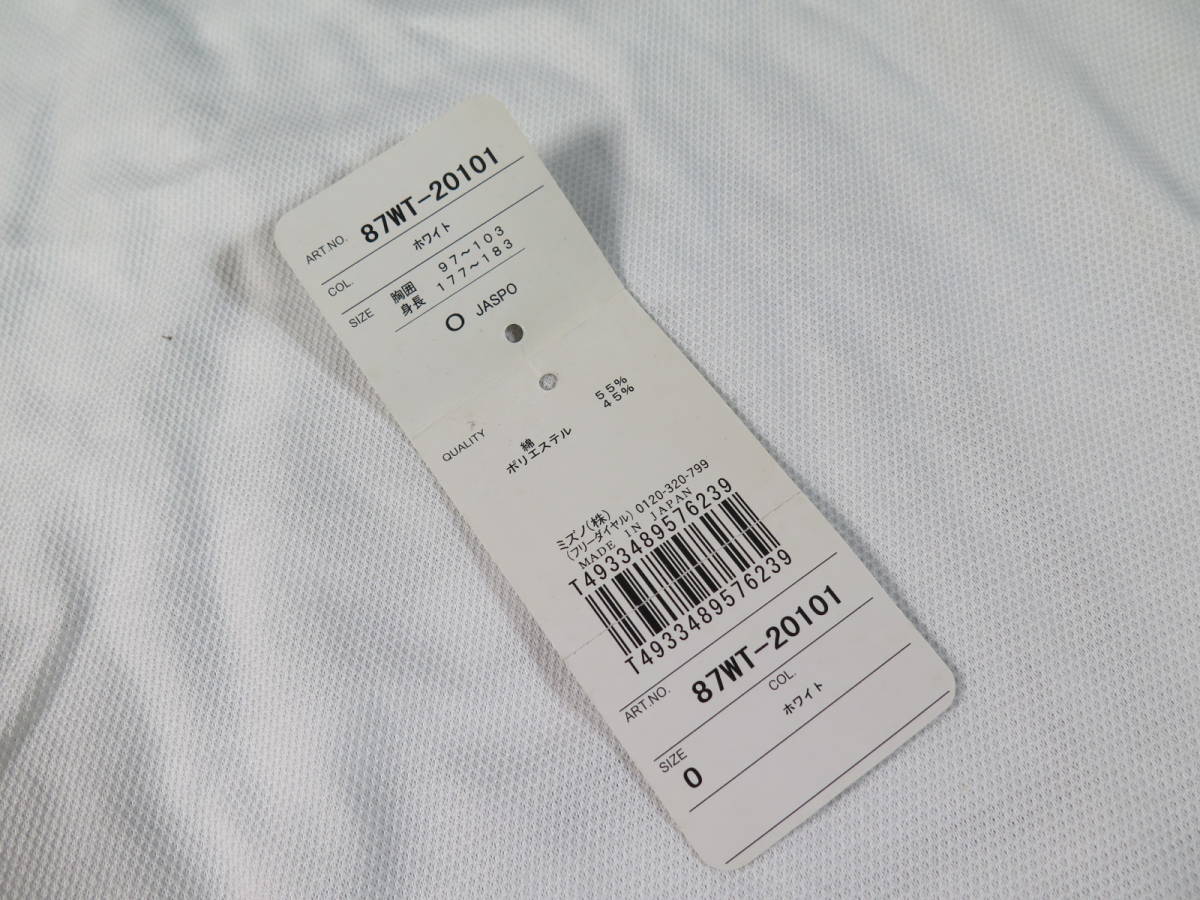 ART.NO. 87WT-20101
COL. ホワイト
SIZE 胸囲 97～103
身長 177～183
O JASPO
QUALITY 綿 55%
ポリエステル 45%
ミズノ(株)
(フリーダイヤル) 0120-320-799
MADE IN JAPAN
T4933489576239
T4933489576239
ART.NO. 87WT-20101
COL.
ホワイト
SIZE
O